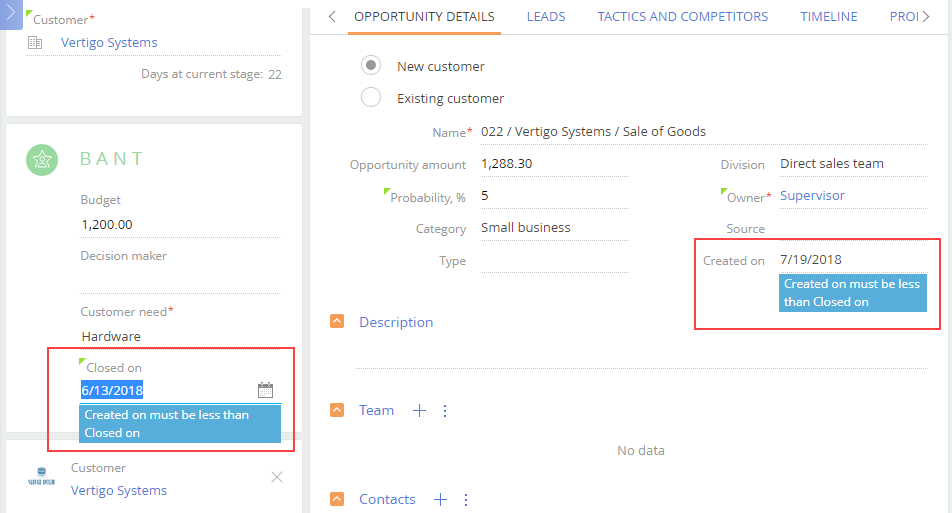 Customer*
Vertigo Systems
Days at current stage: 22
BANT
Budget
1,200.00
Decision maker
Customer need*
Hardware
Closed on
6/13/2018
Created on must be less than
Closed on
VERTIGO SYSTEMS
Customer
Vertigo Systems
OPPORTUNITY DETAILS LEADS TACTICS AND COMPETITORS TIMELINE PROI
New customer
Existing customer
Name* 022 / Vertigo Systems / Sale of Goods
Opportunity amount 1,288.30 Division Direct sales team
Probability, % 5 Owner* Supervisor
Category Small business Source
Type Created on 7/19/2018
Created on must be less
than Closed on
Description
Team
No data
Contacts